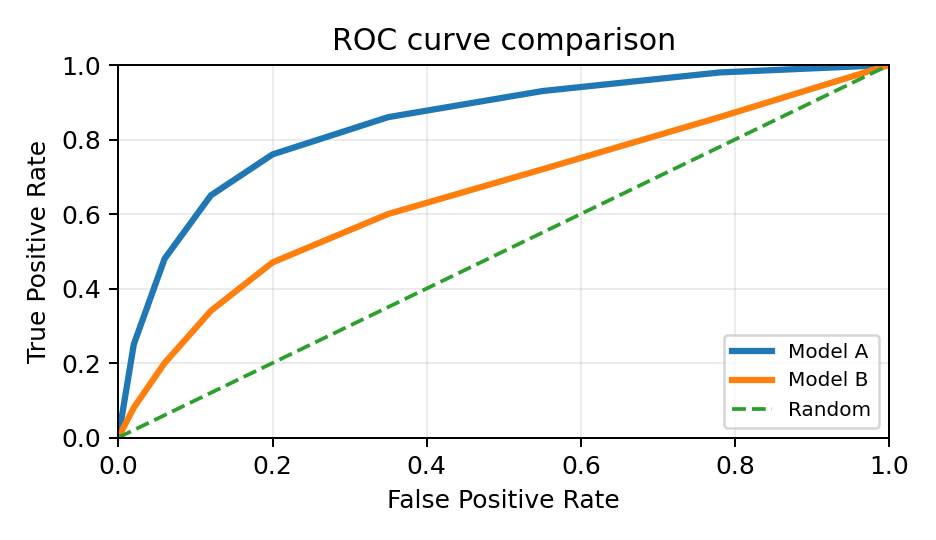 ROC curve comparison
1.0
0.8
0.6
0.4
0.2
0.0
True Positive Rate
0.0 0.2 0.4 0.6 0.8 1.0
False Positive Rate
Model A
Model B
Random